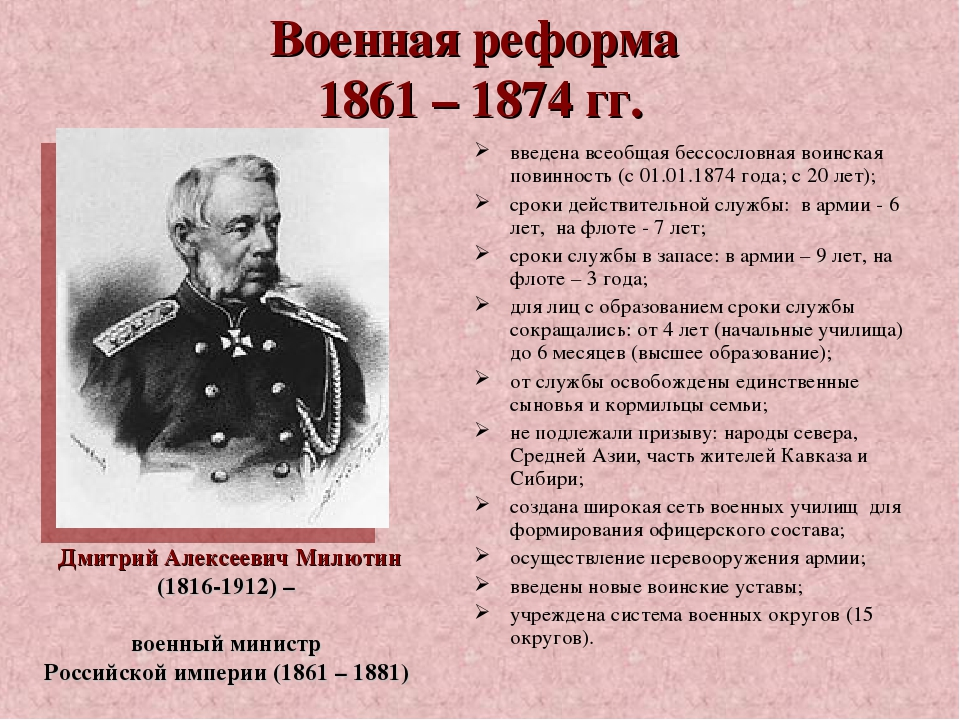 Военная реформа
1861 – 1874 гг.
➢ введена всеобщая бессословная воинская
повинность (с 01.01.1874 года; с 20 лет);
➢ сроки действительной службы: в армии - 6
лет, на флоте - 7 лет;
➢ сроки службы в запасе: в армии – 9 лет, на
флоте – 3 года;
➢ для лиц с образованием сроки службы
сокращались: от 4 лет (начальные училища)
до 6 месяцев (высшее образование);
➢ от службы освобождены единственные
сыновья и кормильцы семьи;
➢ не подлежали призыву: народы севера,
Средней Азии, часть жителей Кавказа и
Сибири;
➢ создана широкая сеть военных училищ для
формирования офицерского состава;
➢ осуществление перевооружения армии;
➢ введены новые воинские уставы;
➢ учреждена система военных округов (15
округов).
Дмитрий Алексеевич Милютин
(1816-1912) –
военный министр
Российской империи (1861 – 1881)